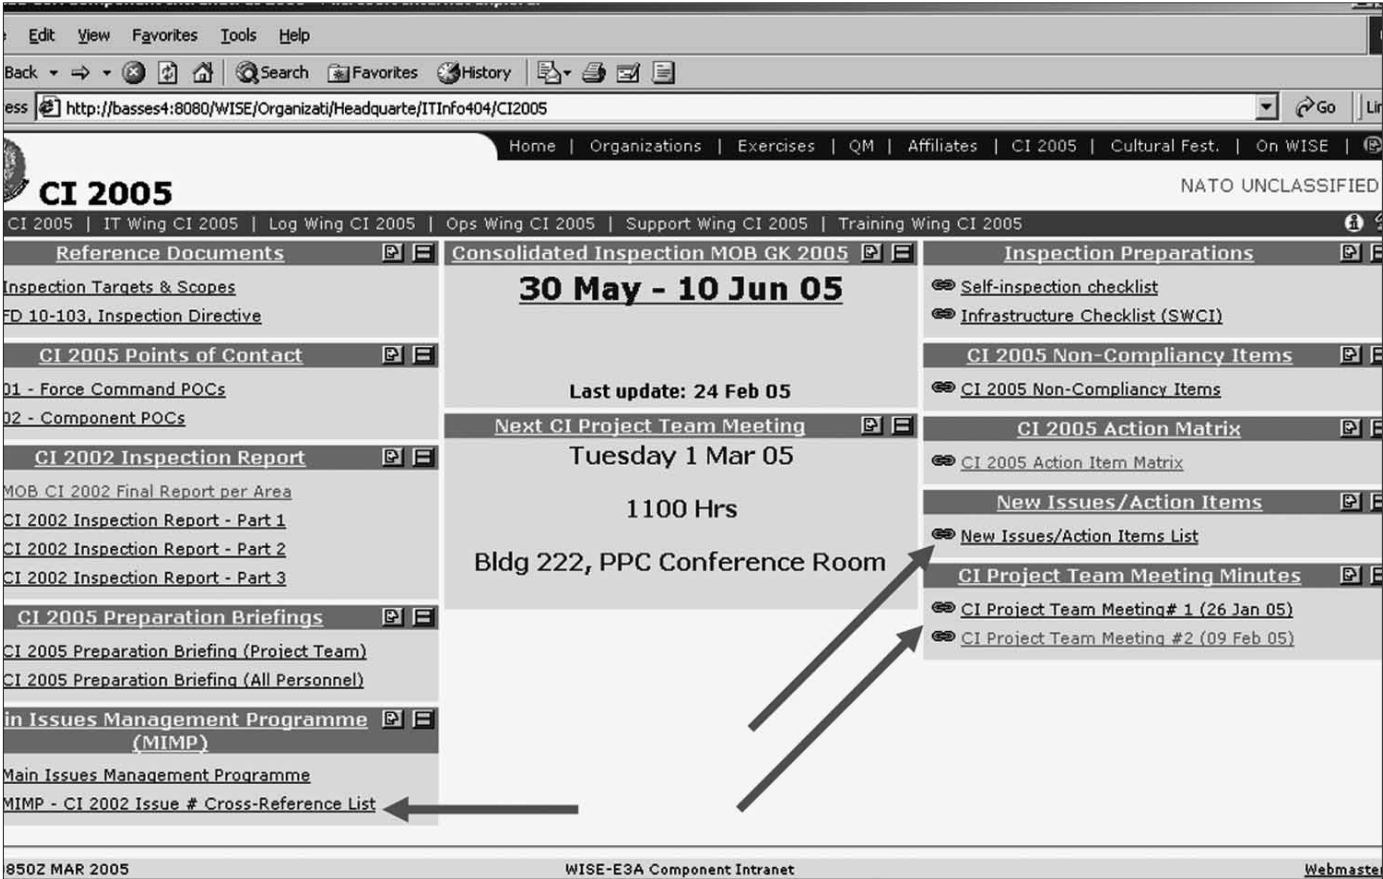 Edit View Favorites Tools Help
Back Search Favorites History
ess http://basses4:8080/WISE/Organizati/Headquarte/ITInfo404/CI2005 Go
Home | Organizations | Exercises | QM | Affiliates | CI 2005 | Cultural Fest. | On WISE |
CI 2005
NATO UNCLASSIFIED
CI 2005 | IT Wing CI 2005 | Log Wing CI 2005 | Ops Wing CI 2005 | Support Wing CI 2005 | Training Wing CI 2005
Reference Documents
Inspection Targets & Scopes
FD 10-103, Inspection Directive
CI 2005 Points of Contact
01 - Force Command POCs
02 - Component POCs
CI 2002 Inspection Report
MOB CI 2002 Final Report per Area
CI 2002 Inspection Report - Part 1
CI 2002 Inspection Report - Part 2
CI 2002 Inspection Report - Part 3
CI 2005 Preparation Briefings
CI 2005 Preparation Briefing (Project Team)
CI 2005 Preparation Briefing (All Personnel)
in Issues Management Programme
(MIMP)
Main Issues Management Programme
MIMP - CI 2002 Issue # Cross-Reference List
Consolidated Inspection MOB GK 2005
30 May - 10 Jun 05
Last update: 24 Feb 05
Next CI Project Team Meeting
Tuesday 1 Mar 05
1100 Hrs
Bldg 222, PPC Conference Room
Inspection Preparations
Self-inspection checklist
Infrastructure Checklist (SWCI)
CI 2005 Non-Compliancy Items
CI 2005 Non-Compliancy Items
CI 2005 Action Matrix
CI 2005 Action Item Matrix
New Issues/Action Items
New Issues/Action Items List
CI Project Team Meeting Minutes
CI Project Team Meeting# 1 (26 Jan 05)
CI Project Team Meeting #2 (09 Feb 05)
850Z MAR 2005
WISE-E3A Component Intranet
Webmaster